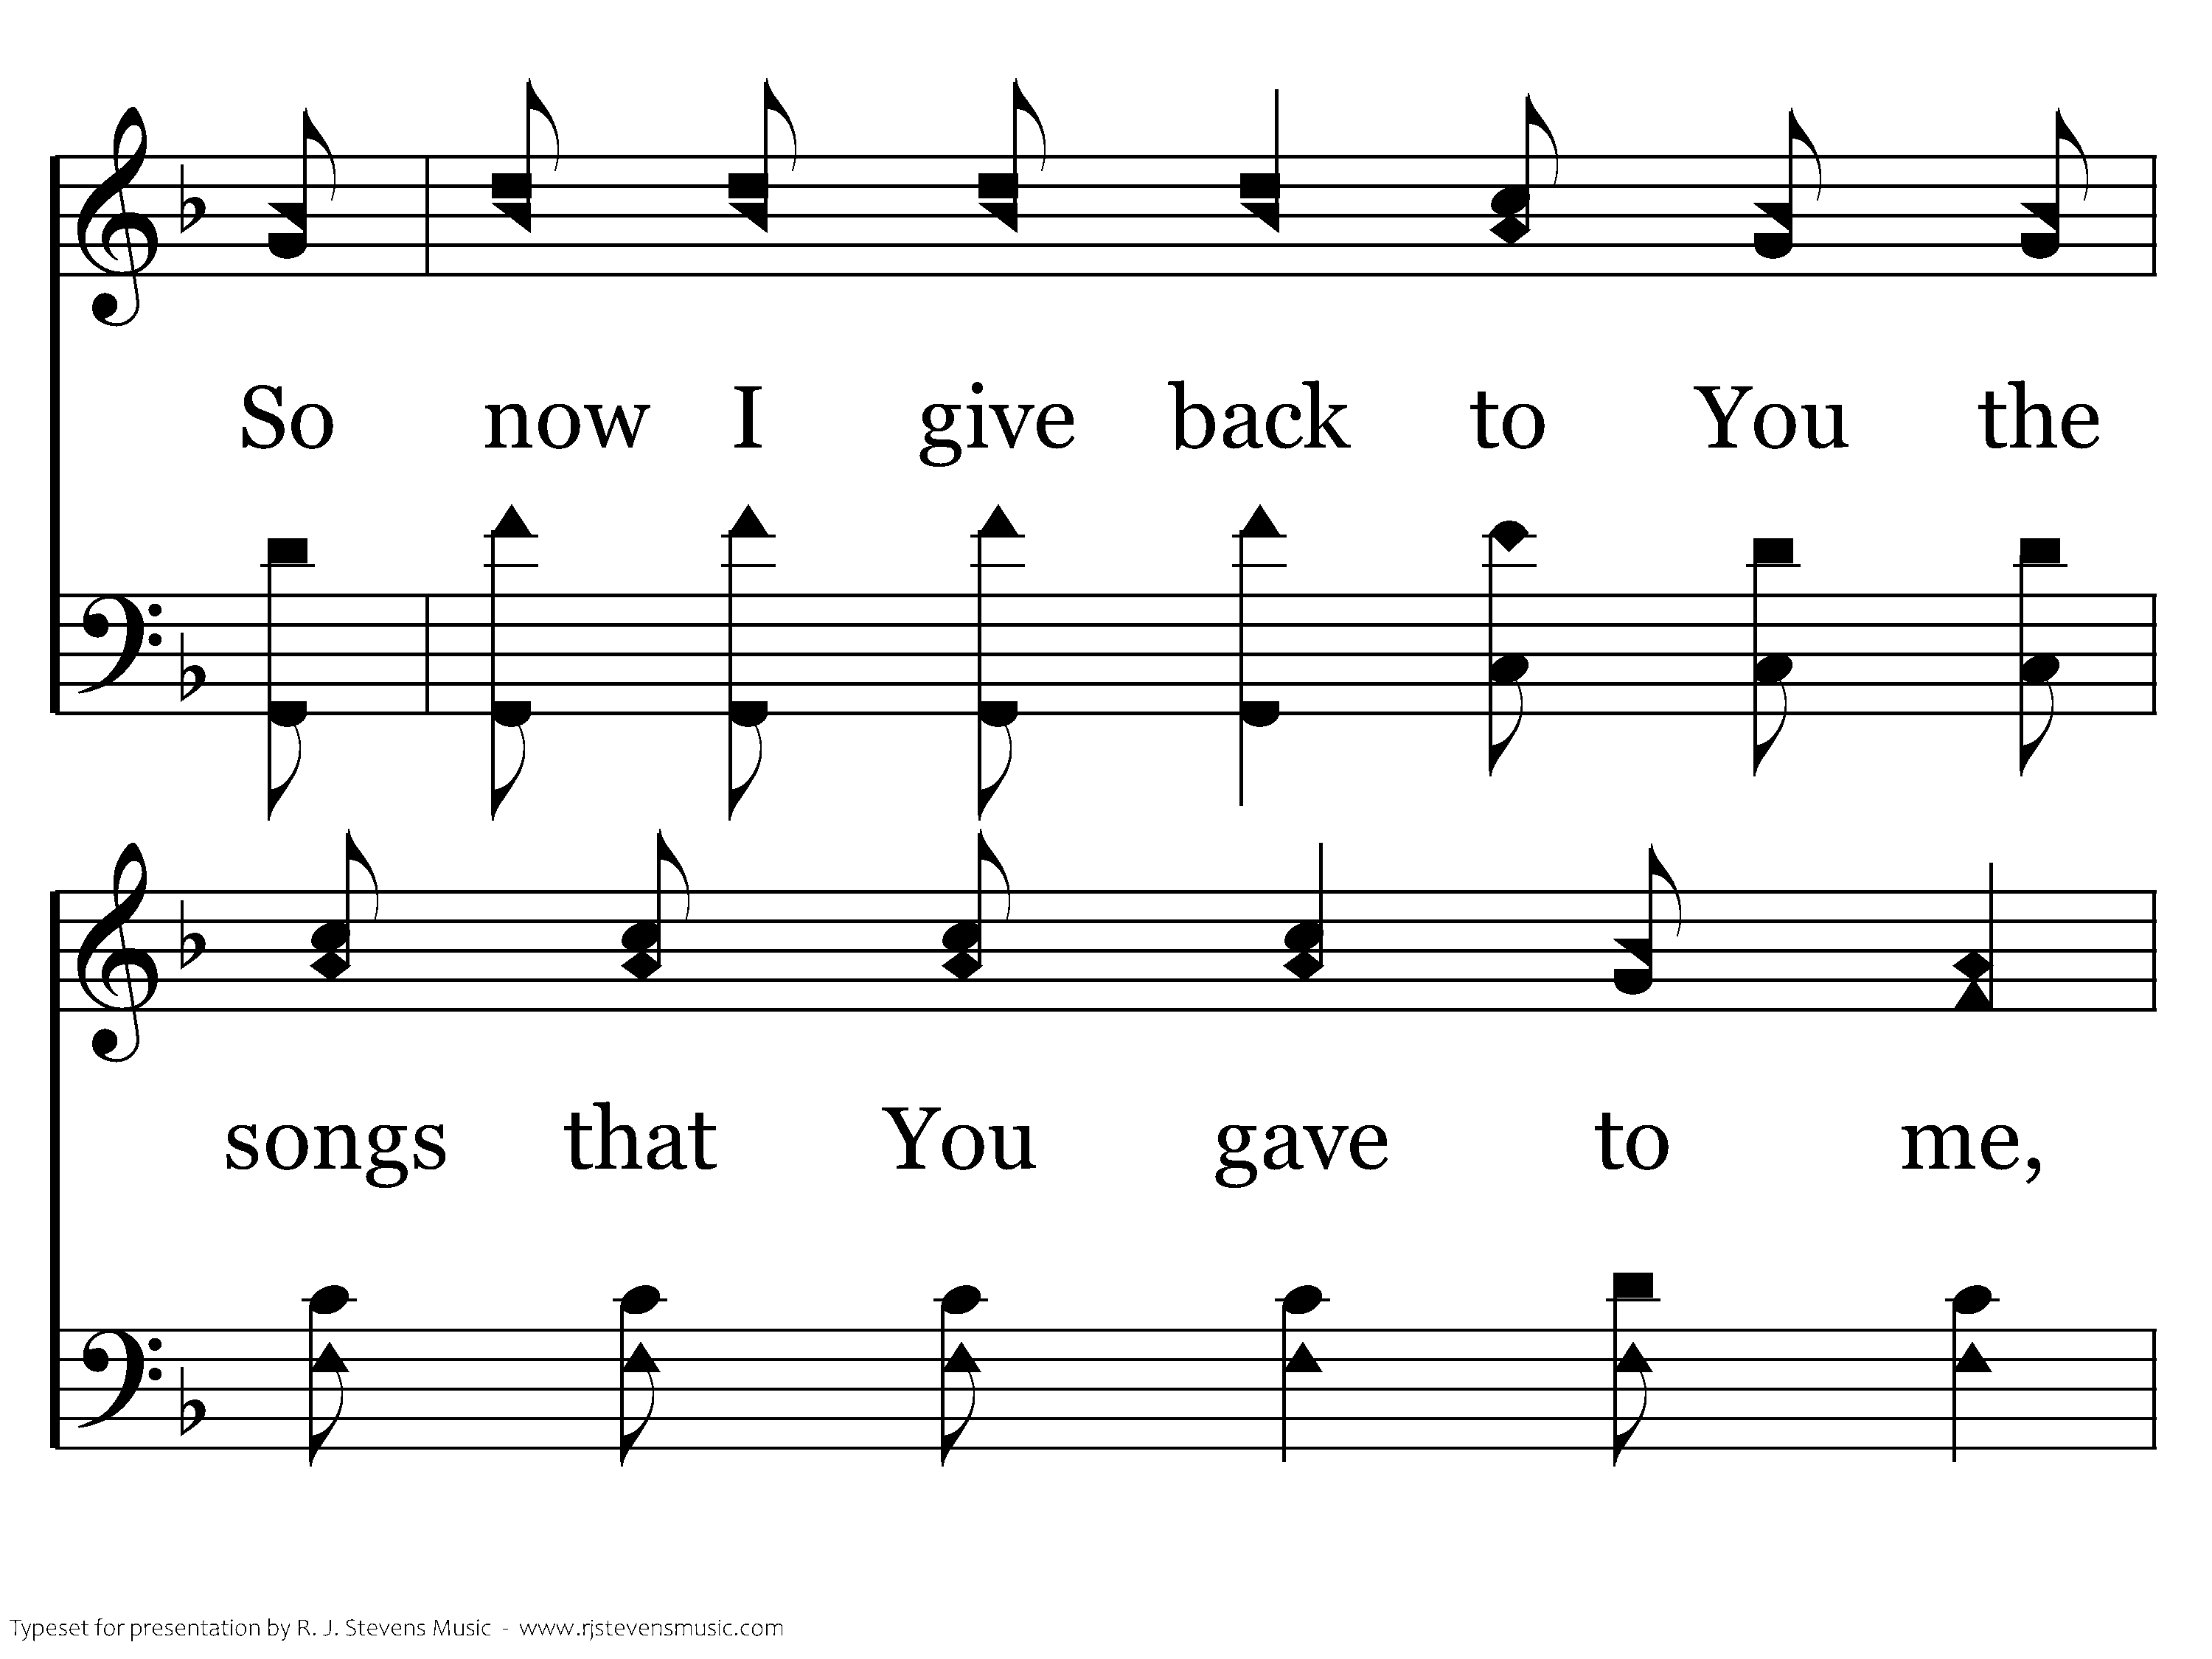 So now I give back to You the
songs that You gave to me,
Typeset for presentation by R. J. Stevens Music - www.rjstevensmusic.com